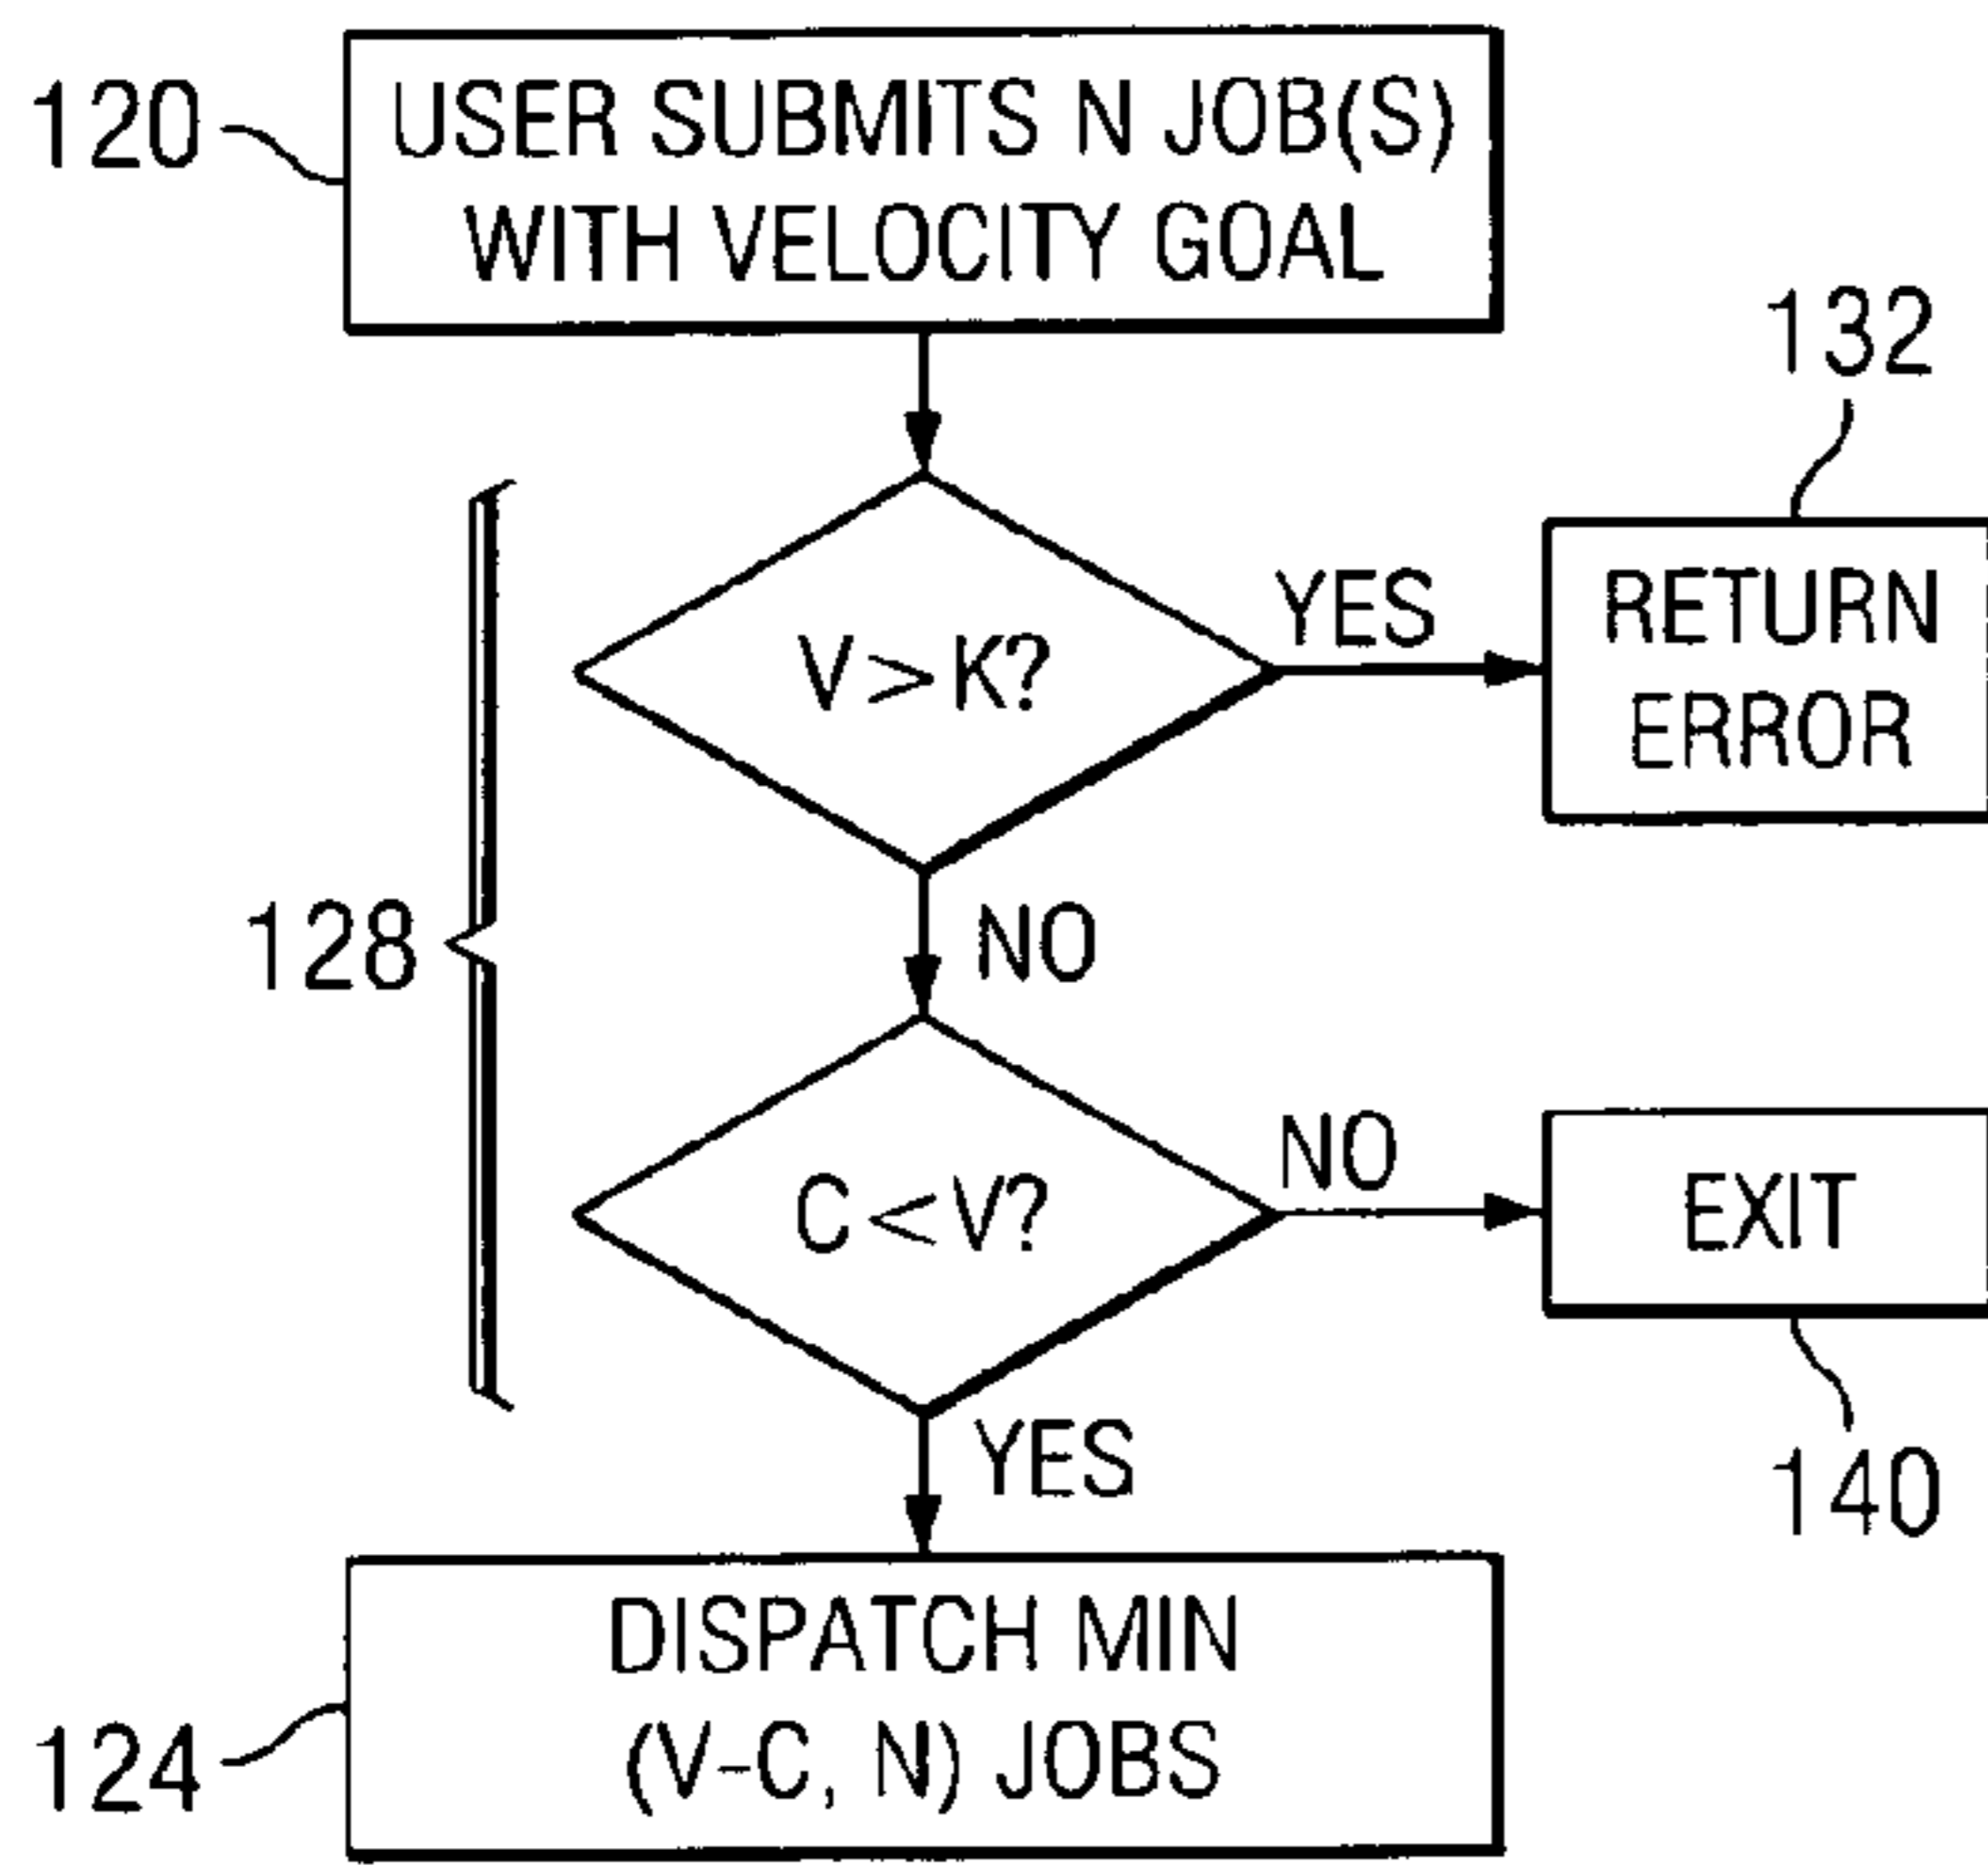 120
USER SUBMITS N JOB(S)
WITH VELOCITY GOAL
132
V>K?
YES
RETURN
ERROR
128
NO
C<V?
NO
EXIT
140
YES
124
DISPATCH MIN
(V-C, N) JOBS